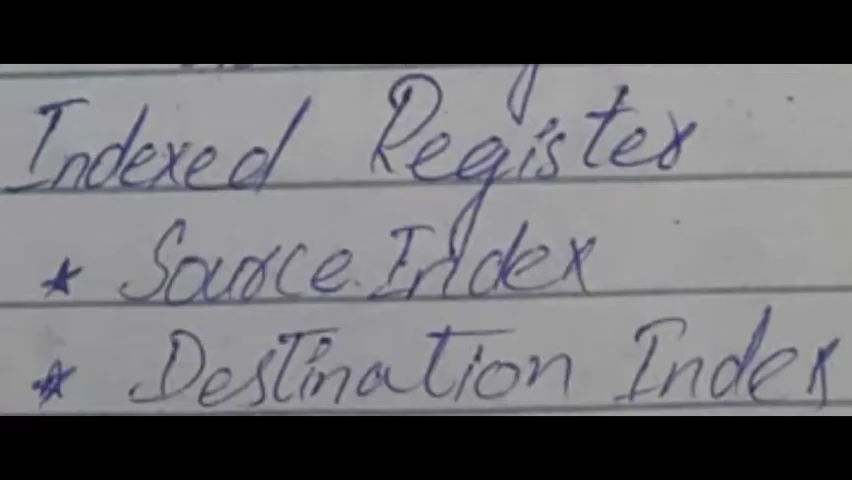 Indexed Register
* Source Index
* Destination Index